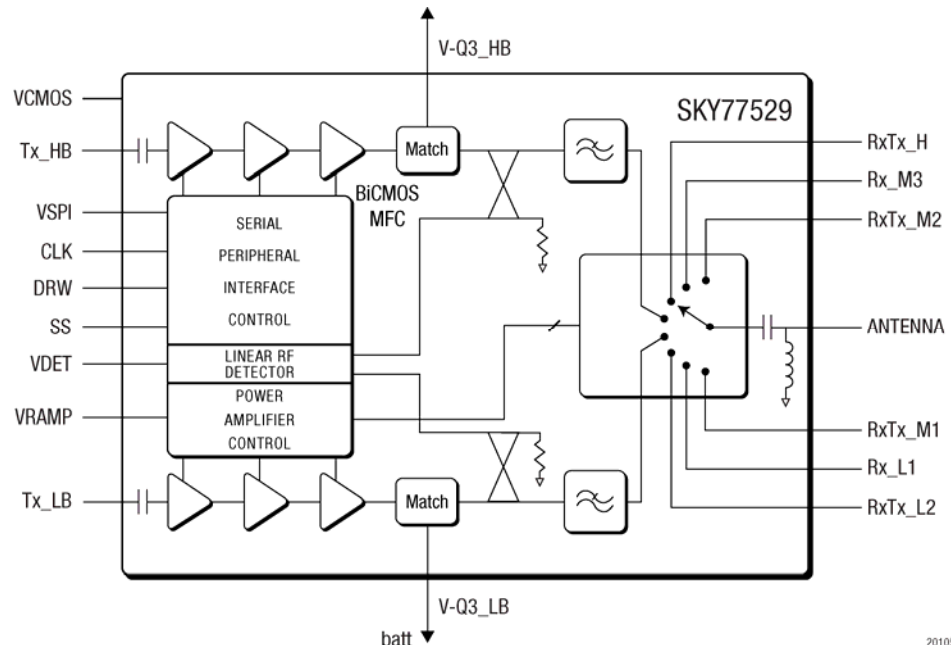 V-Q3_HB
SKY77529
VCMOS
Tx_HB
Match
BiCMOS
MFC
VSPI
CLK
DRW
SS
VDET
VRAMP
Tx_LB
SERIAL
PERIPHERAL
INTERFACE
CONTROL
LINEAR RF
DETECTOR
POWER
AMPLIFIER
CONTROL
Match
RxTx_H
Rx_M3
RxTx_M2
ANTENNA
RxTx_M1
Rx_L1
RxTx_L2
V-Q3_LB
batt